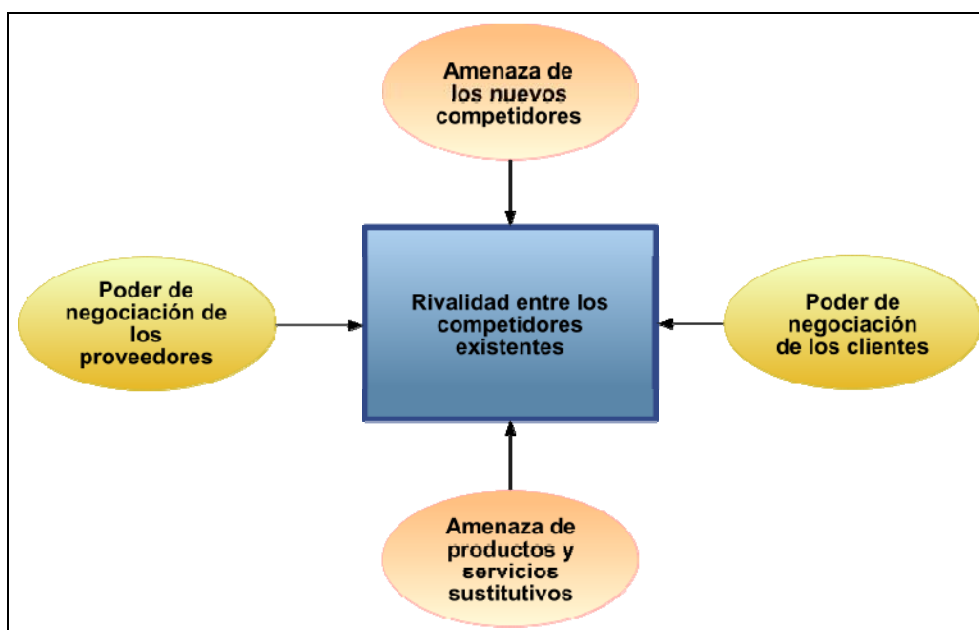 Amenaza de
los nuevos
competidores
Poder de
negociación de
los
proveedores
Rivalidad entre los
competidores
existentes
Poder de
negociación
de los clientes
Amenaza de
productos y
servicios
sustitutivos